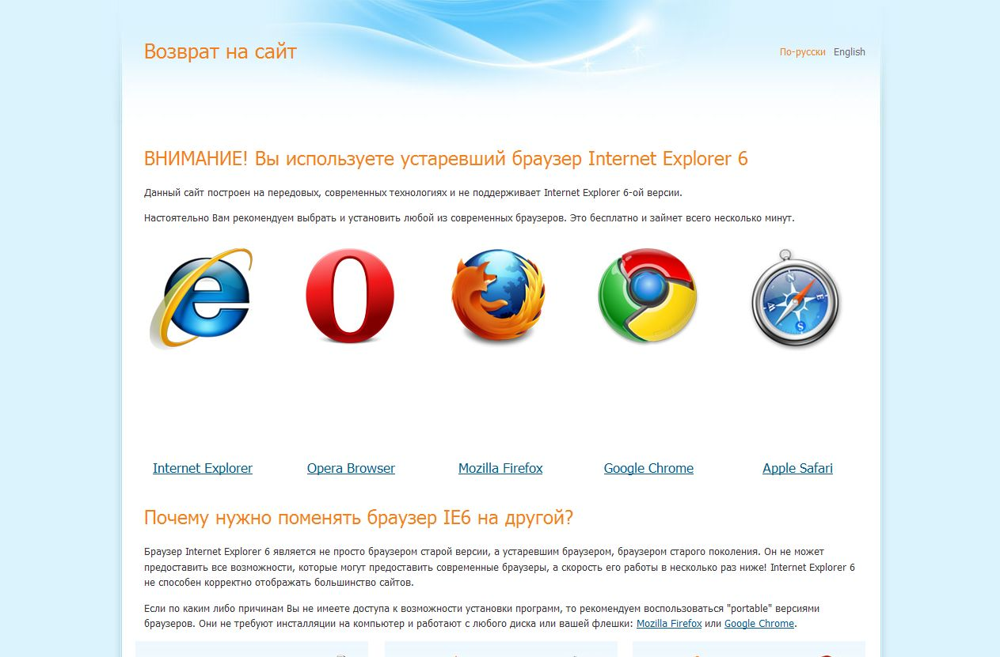 Возврат на сайт
По-русски English
ВНИМАНИЕ! Вы используете устаревший браузер Internet Explorer 6
Данный сайт построен на передовых, современных технологиях и не поддерживает Internet Explorer 6-ой версии.
Настоятельно Вам рекомендуем выбрать и установить любой из современных браузеров. Это бесплатно и займет всего несколько минут.
N
E
W
S
Internet Explorer Opera Browser Mozilla Firefox Google Chrome Apple Safari
Почему нужно поменять браузер IE6 на другой?
Браузер Internet Explorer 6 является не просто браузером старой версии, а устаревшим браузером, браузером старого поколения. Он не может
предоставить все возможности, которые могут предоставить современные браузеры, а скорость его работы в несколько раз ниже! Internet Explorer 6
не способен корректно отображать большинство сайтов.
Если по каким либо причинам Вы не имеете доступа к возможности установки программ, то рекомендуем воспользоваться "portable" версиями
браузеров. Они не требуют инсталляции на компьютер и работают с любого диска или вашей флешки: Mozilla Firefox или Google Chrome.